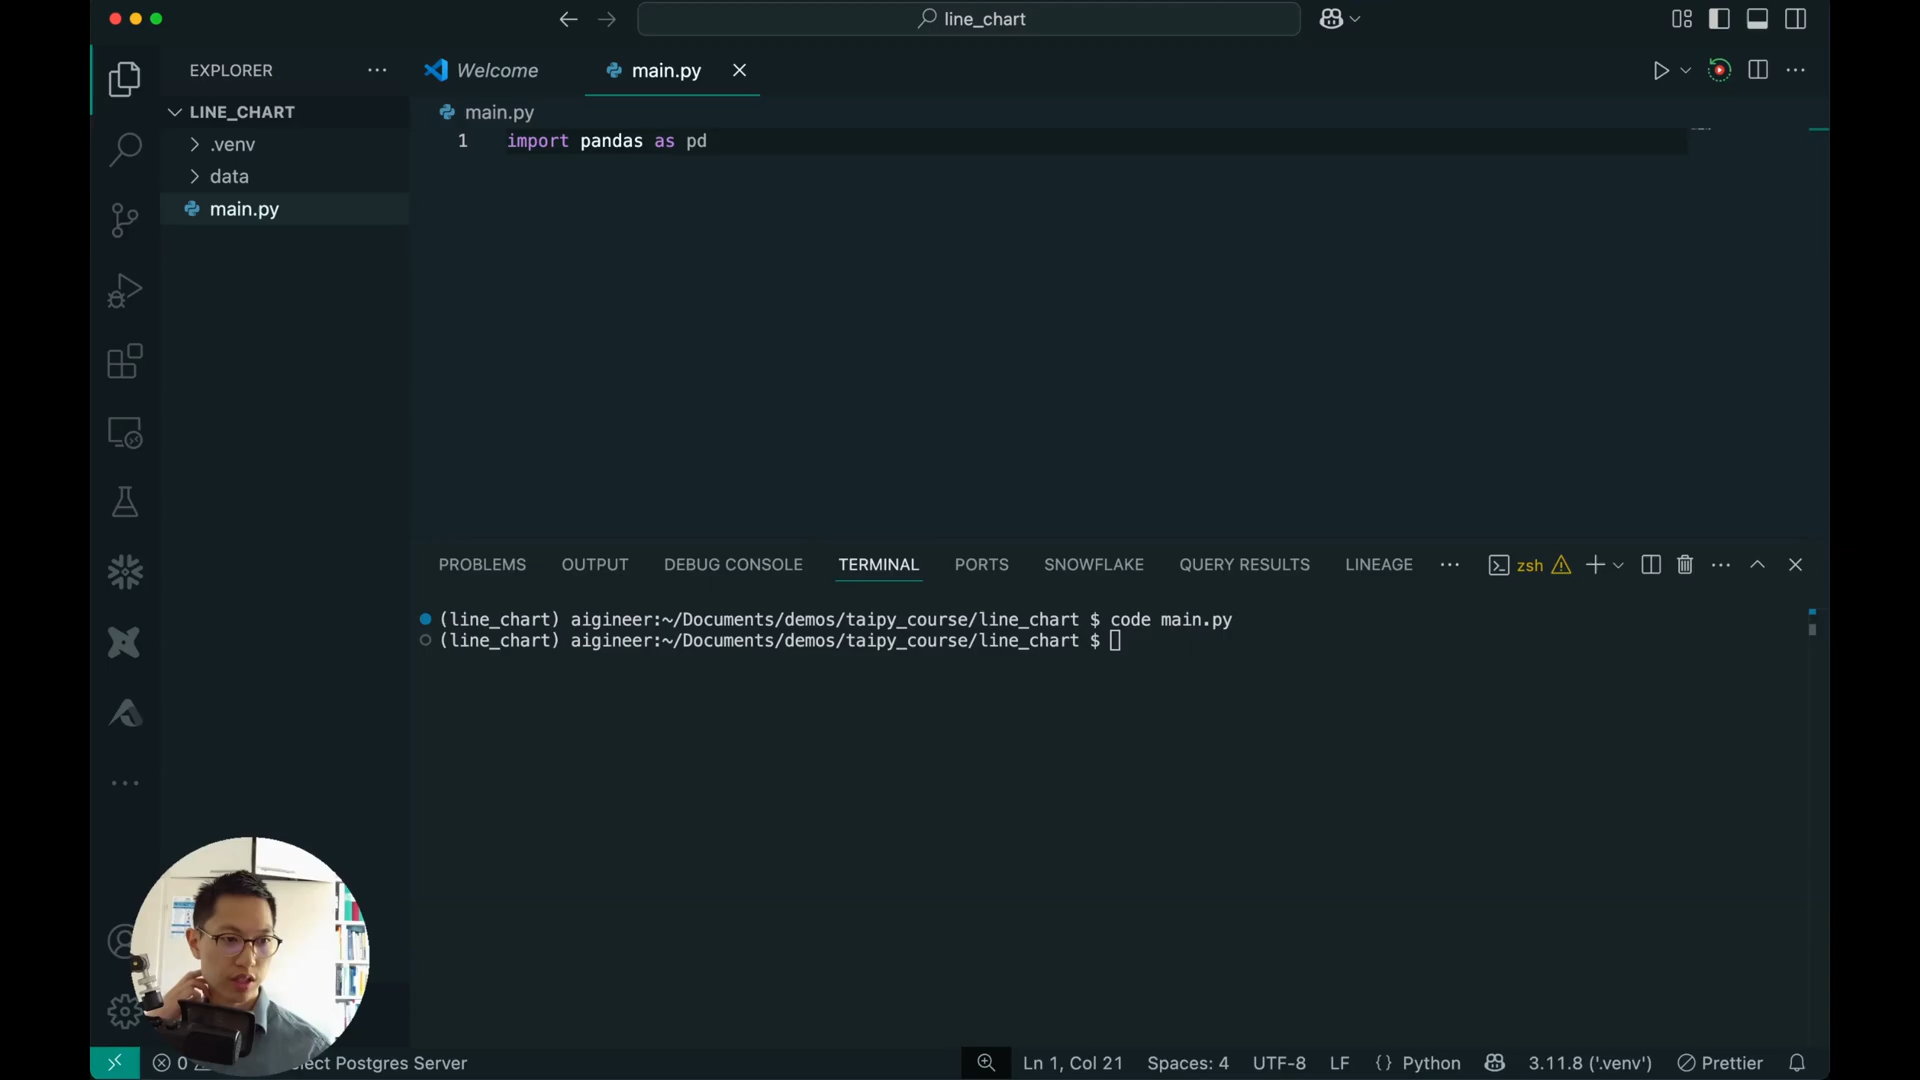 line_chart
EXPLORER
Welcome
main.py
LINE_CHART
.venv
data
main.py
main.py
1 import pandas as pd
PROBLEMS OUTPUT DEBUG CONSOLE TERMINAL PORTS SNOWFLAKE QUERY RESULTS LINEAGE
zsh
(line_chart) aigineer:~/Documents/demos/taipy_course/line_chart $ code main.py
(line_chart) aigineer:~/Documents/demos/taipy_course/line_chart $
0 Postgres Server Ln 1, Col 21 Spaces: 4 UTF-8 LF {} Python 3.11.8 ('.venv') Prettier